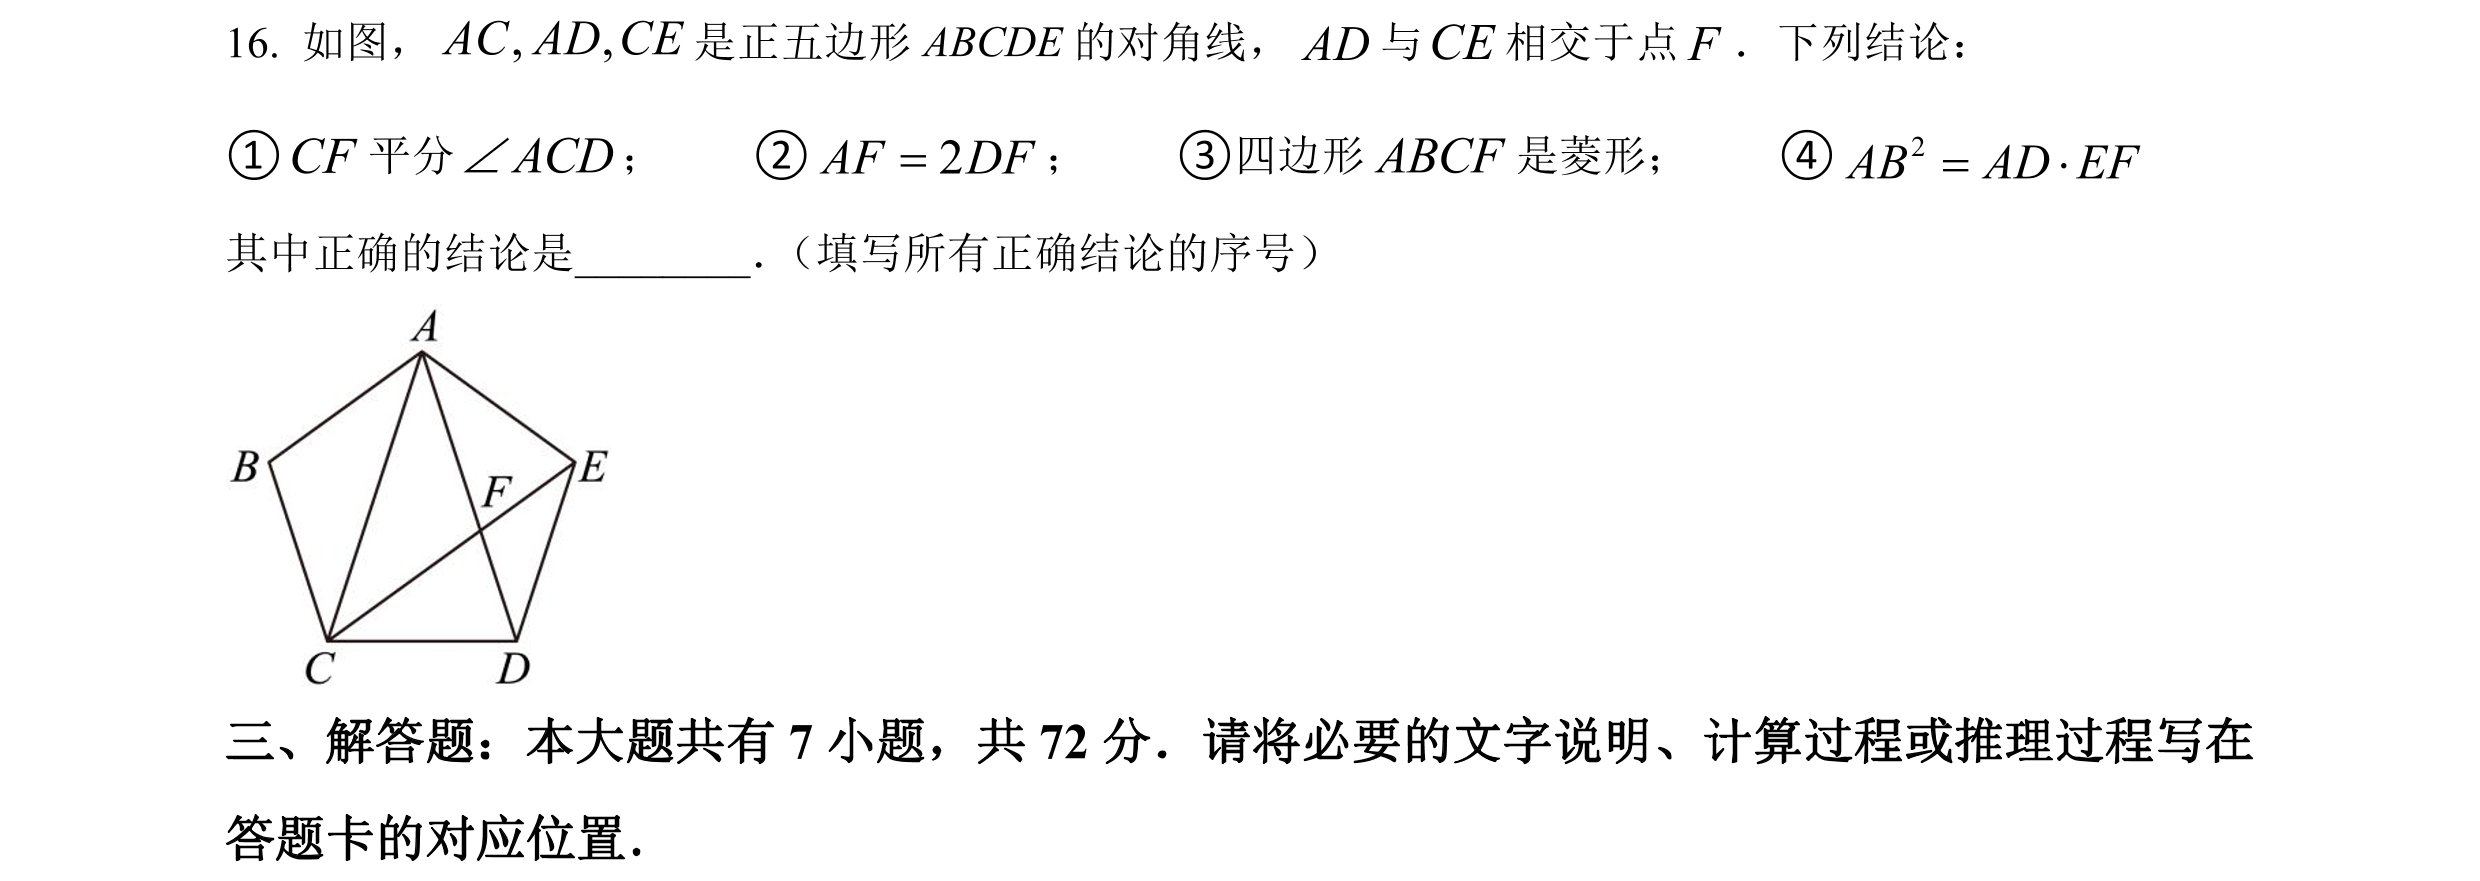 16. 如图， AC, AD, CE 是正五边形 ABCDE 的对角线， AD 与 CE 相交于点 F ．下列结论：
①CF 平分∠ACD； ② AF = 2DF ； ③四边形 ABCF 是菱形； ④ AB² = AD·EF
其中正确的结论是________．（填写所有正确结论的序号）
A
B
E
F
C
D
三、解答题：本大题共有 7 小题，共 72 分．请将必要的文字说明、计算过程或推理过程写在
答题卡的对应位置．